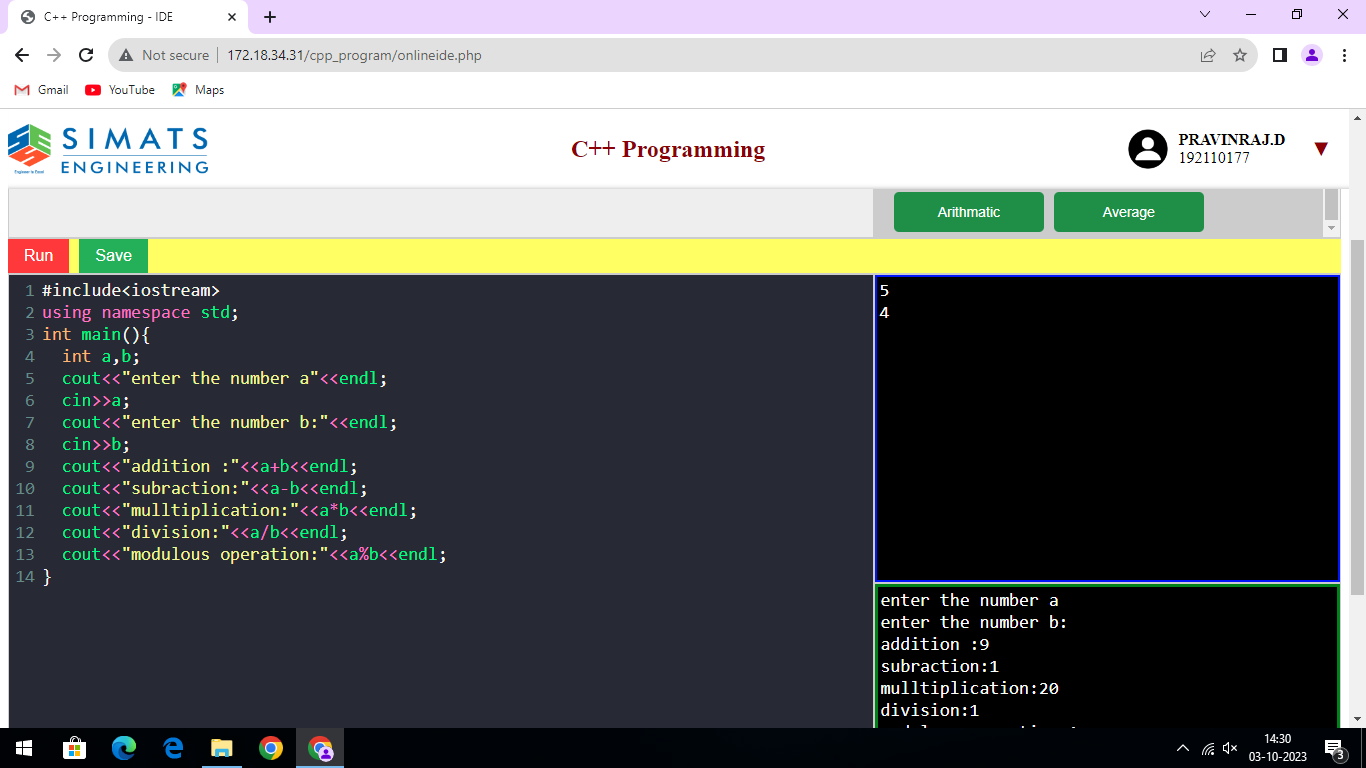 C++ Programming - IDE
Not secure
172.18.34.31/cpp_program/onlineide.php
Gmail
YouTube
Maps
SIMATS
ENGINEERING
Engineer to Excel
C++ Programming
PRAVINRAJ.D
192110177
Arithmatic
Average
Run
Save
1 #include<iostream>
2 using namespace std;
3 int main(){
4 int a,b;
5 cout<<"enter the number a"<<endl;
6 cin>>a;
7 cout<<"enter the number b:"<<endl;
8 cin>>b;
9 cout<<"addition :"<<a+b<<endl;
10 cout<<"subraction:"<<a-b<<endl;
11 cout<<"mulltiplication:"<<a*b<<endl;
12 cout<<"division:"<<a/b<<endl;
13 cout<<"modulous operation:"<<a%b<<endl;
14 }
5
4
enter the number a
enter the number b:
addition :9
subraction:1
mulltiplication:20
division:1
14:30
03-10-2023
3